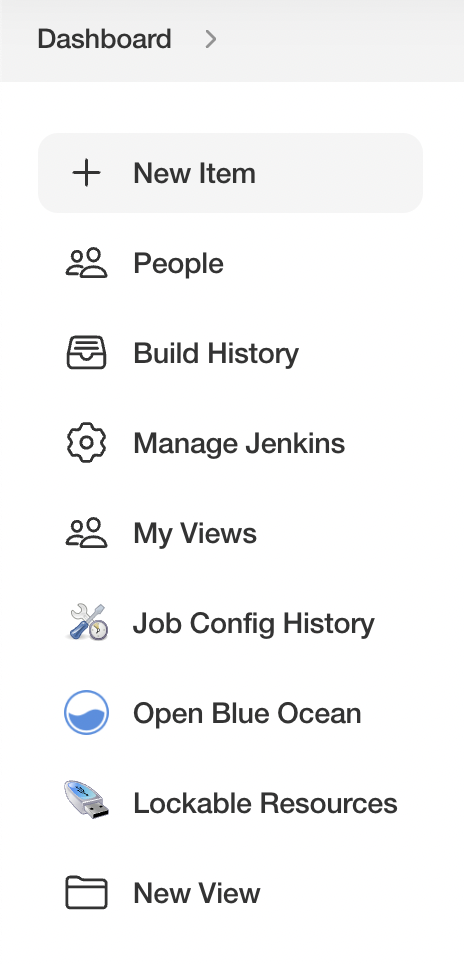 Dashboard
New Item
People
Build History
Manage Jenkins
My Views
Job Config History
Open Blue Ocean
Lockable Resources
New View